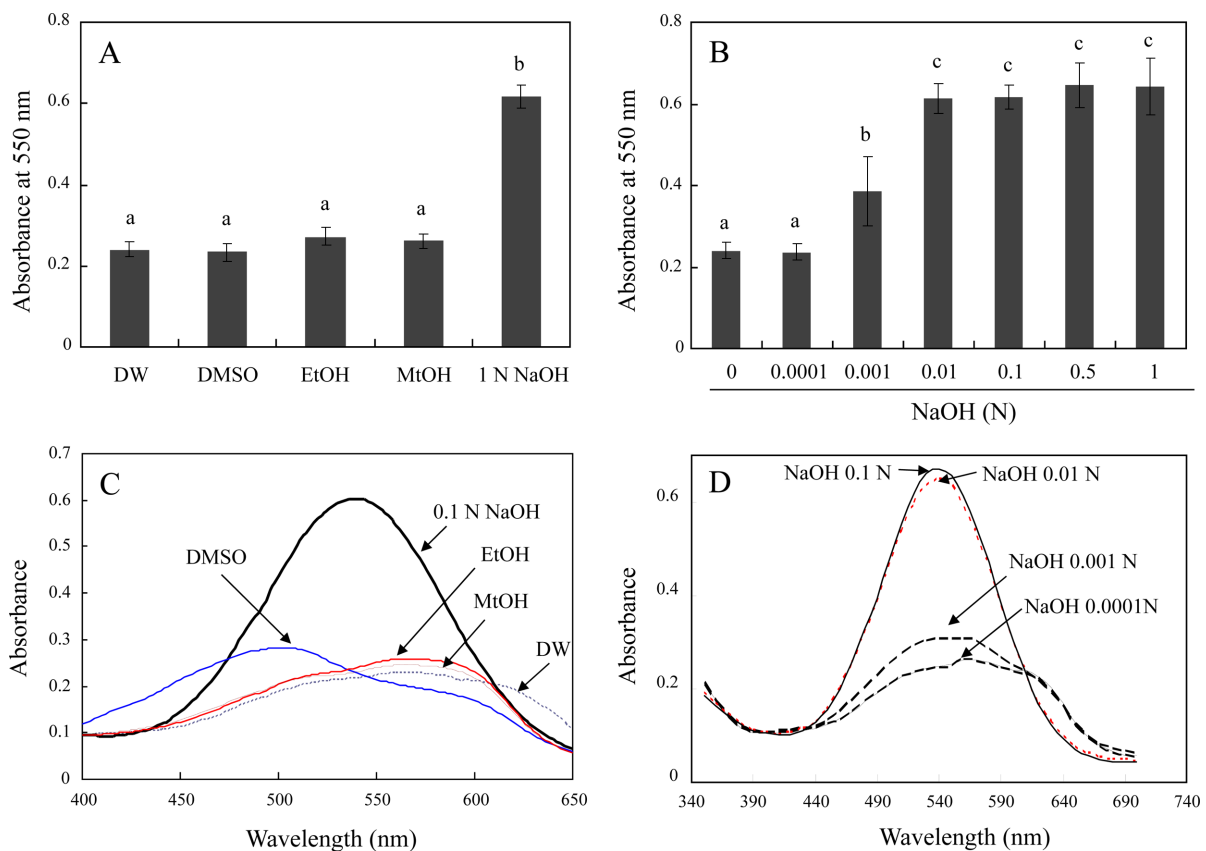 A
Absorbance at 550 nm
0.8
0.6
0.4
0.2
0
a
a
a
a
b
DW DMSO EtOH MtOH 1 N NaOH
B
Absorbance at 550 nm
0.8
0.6
0.4
0.2
0
a
a
b
c
c
c
c
0 0.0001 0.001 0.01 0.1 0.5 1
NaOH (N)
C
Absorbance
0.7
0.6
0.5
0.4
0.3
0.2
0.1
0
0.1 N NaOH
DMSO
EtOH
MtOH
DW
400 450 500 550 600 650
Wavelength (nm)
D
Absorbance
0.6
0.4
0.2
0
NaOH 0.1 N
NaOH 0.01 N
NaOH 0.001 N
NaOH 0.0001N
340 390 440 490 540 590 640 690 740
Wavelength (nm)